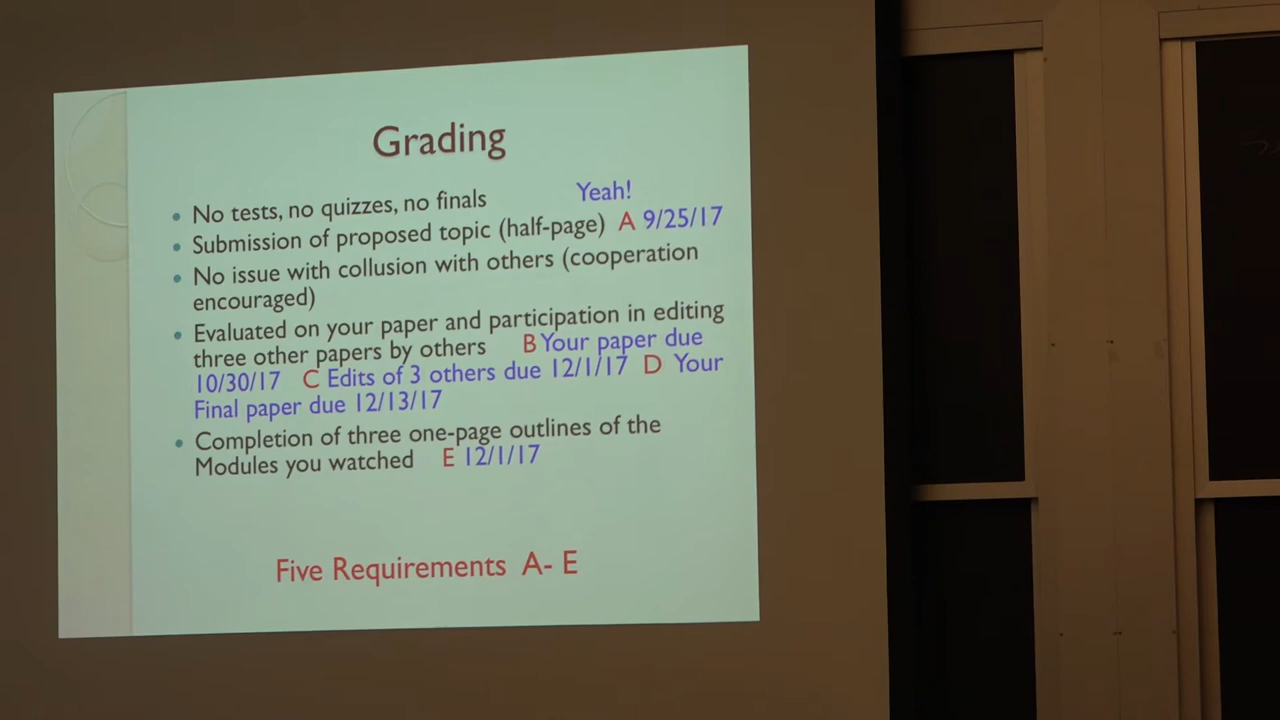 Grading
No tests, no quizzes, no finals Yeah!
Submission of proposed topic (half-page) A 9/25/17
No issue with collusion with others (cooperation
encouraged)
Evaluated on your paper and participation in editing
three other papers by others B Your paper due
10/30/17 C Edits of 3 others due 12/1/17 D Your
Final paper due 12/13/17
Completion of three one-page outlines of the
Modules you watched E 12/1/17
Five Requirements A- E